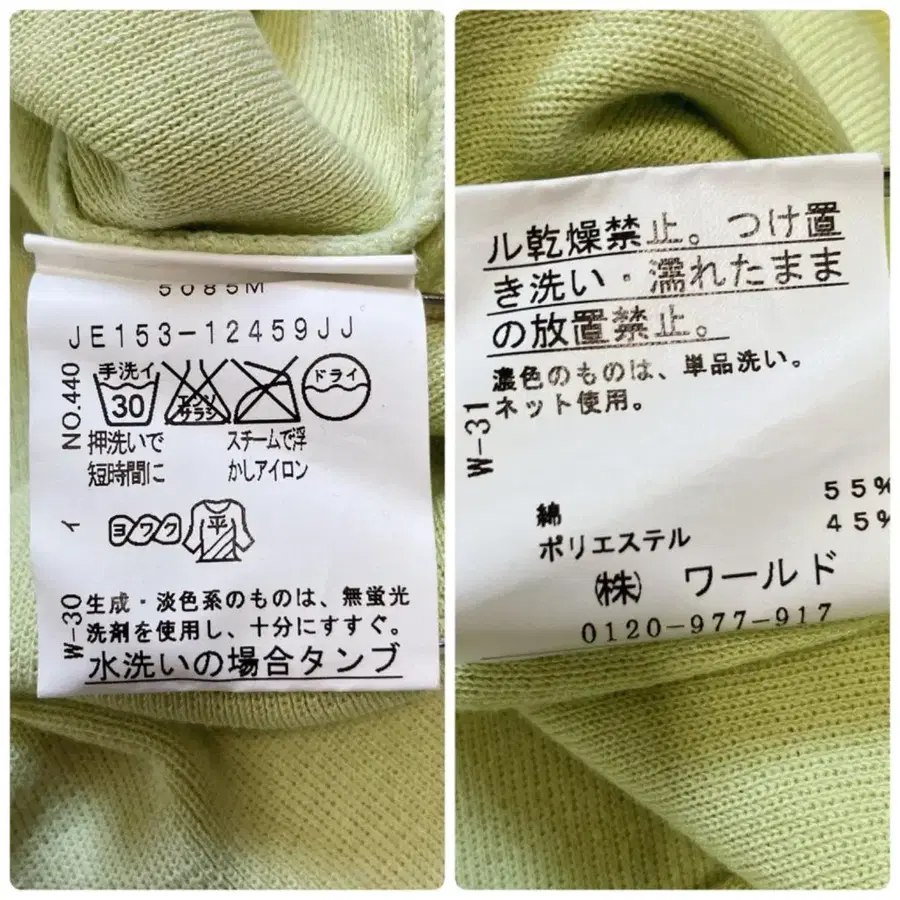 5085M
JE153-12459JJ
NO.440
手洗イ
30
エンソ
サラシ
ドライ
押洗いで
短時間に
スチームで浮
かしアイロン
イ
ヨワク
平
W-30
生成・淡色系のものは、無蛍光
洗剤を使用し、十分にすすぐ。
水洗いの場合タンブ
ル乾燥禁止。つけ置
き洗い・濡れたまま
の放置禁止。
濃色のものは、単品洗い。
ネット使用。
W-31
綿 55%
ポリエステル 45%
㈱ ワールド
0120-977-917